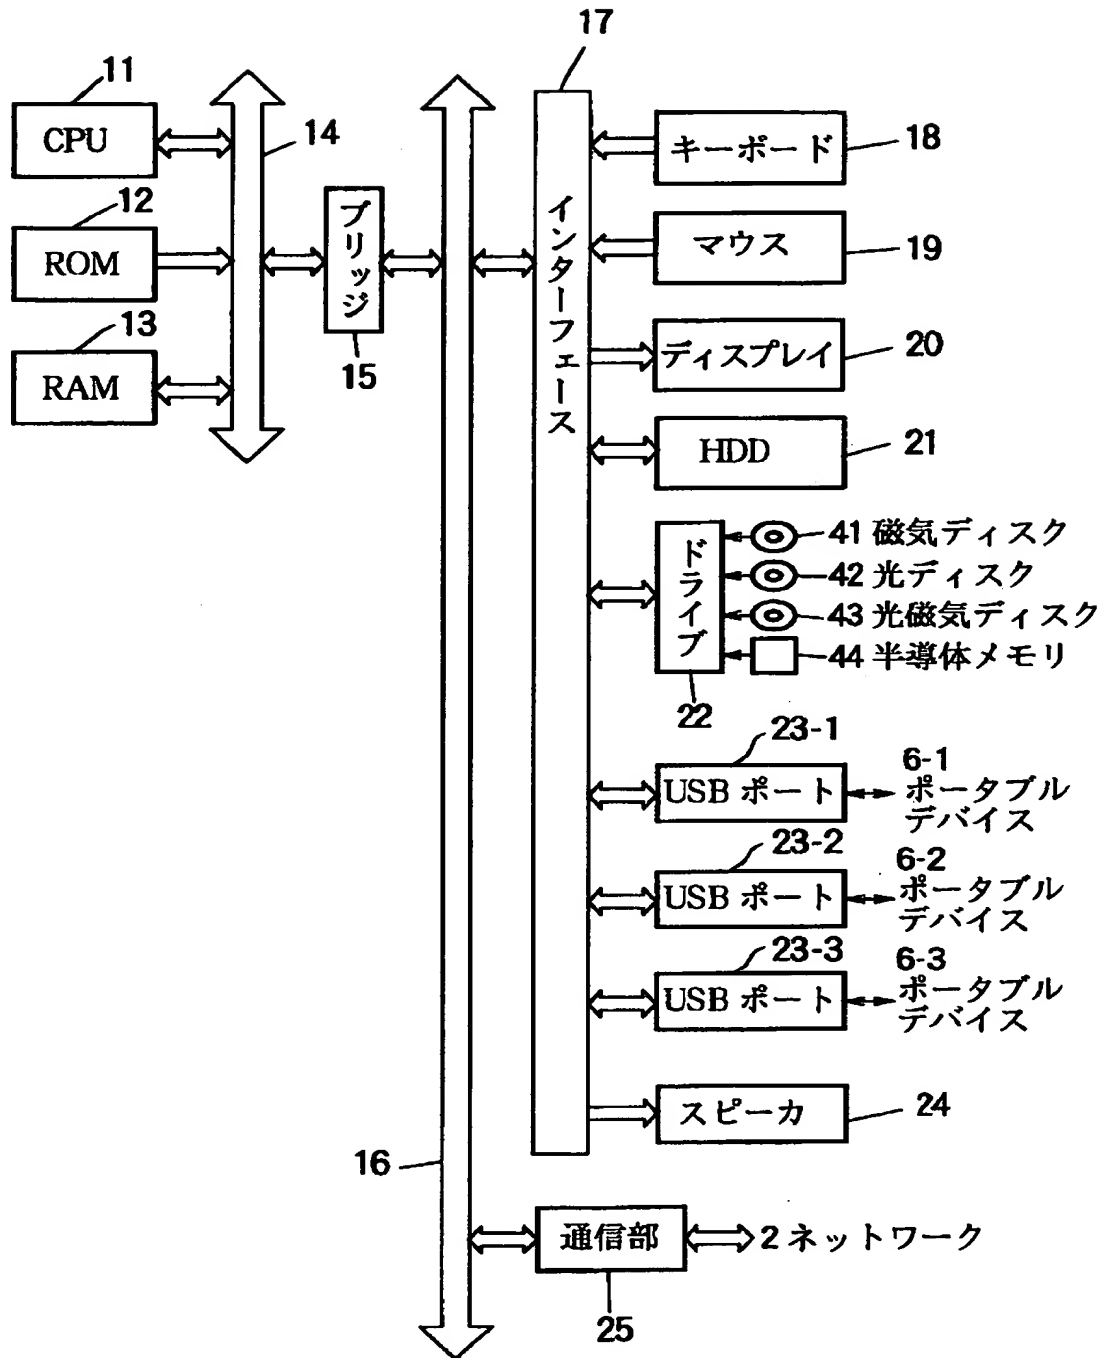 17
11
CPU
14
12
ROM
13
RAM
ブリッジ
15
インターフェース
キーボード 18
マウス 19
ディスプレイ 20
HDD 21
ドライブ
22
41 磁気ディスク
42 光ディスク
43 光磁気ディスク
44 半導体メモリ
23-1
USB ポート
6-1
ポータブル
デバイス
23-2
USB ポート
6-2
ポータブル
デバイス
23-3
USB ポート
6-3
ポータブル
デバイス
スピーカ 24
16
通信部
2 ネットワーク
25